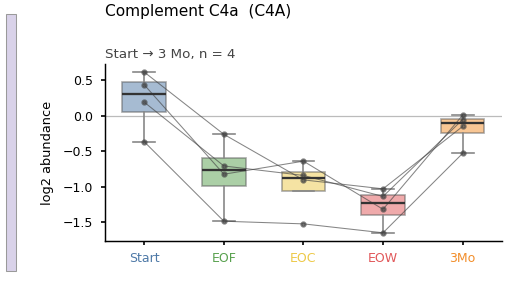 Complement C4a (C4A)
Start → 3 Mo, n = 4
log2 abundance
0.5
0.0
−0.5
−1.0
−1.5
Start EOF EOC EOW 3Mo